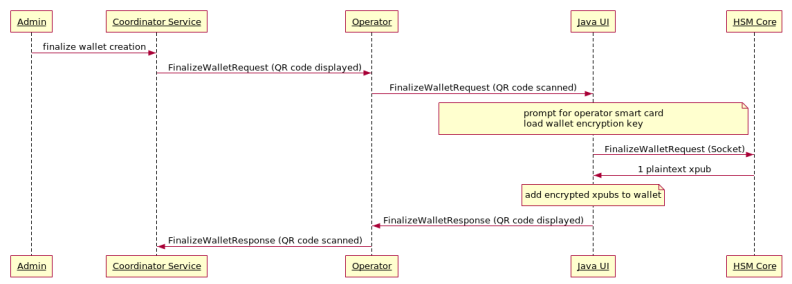 Admin Coordinator Service Operator Java UI HSM Core
finalize wallet creation
FinalizeWalletRequest (QR code displayed)
FinalizeWalletRequest (QR code scanned)
prompt for operator smart card
load wallet encryption key
FinalizeWalletRequest (Socket)
1 plaintext xpub
add encrypted xpubs to wallet
FinalizeWalletResponse (QR code displayed)
FinalizeWalletResponse (QR code scanned)
Admin Coordinator Service Operator Java UI HSM Core